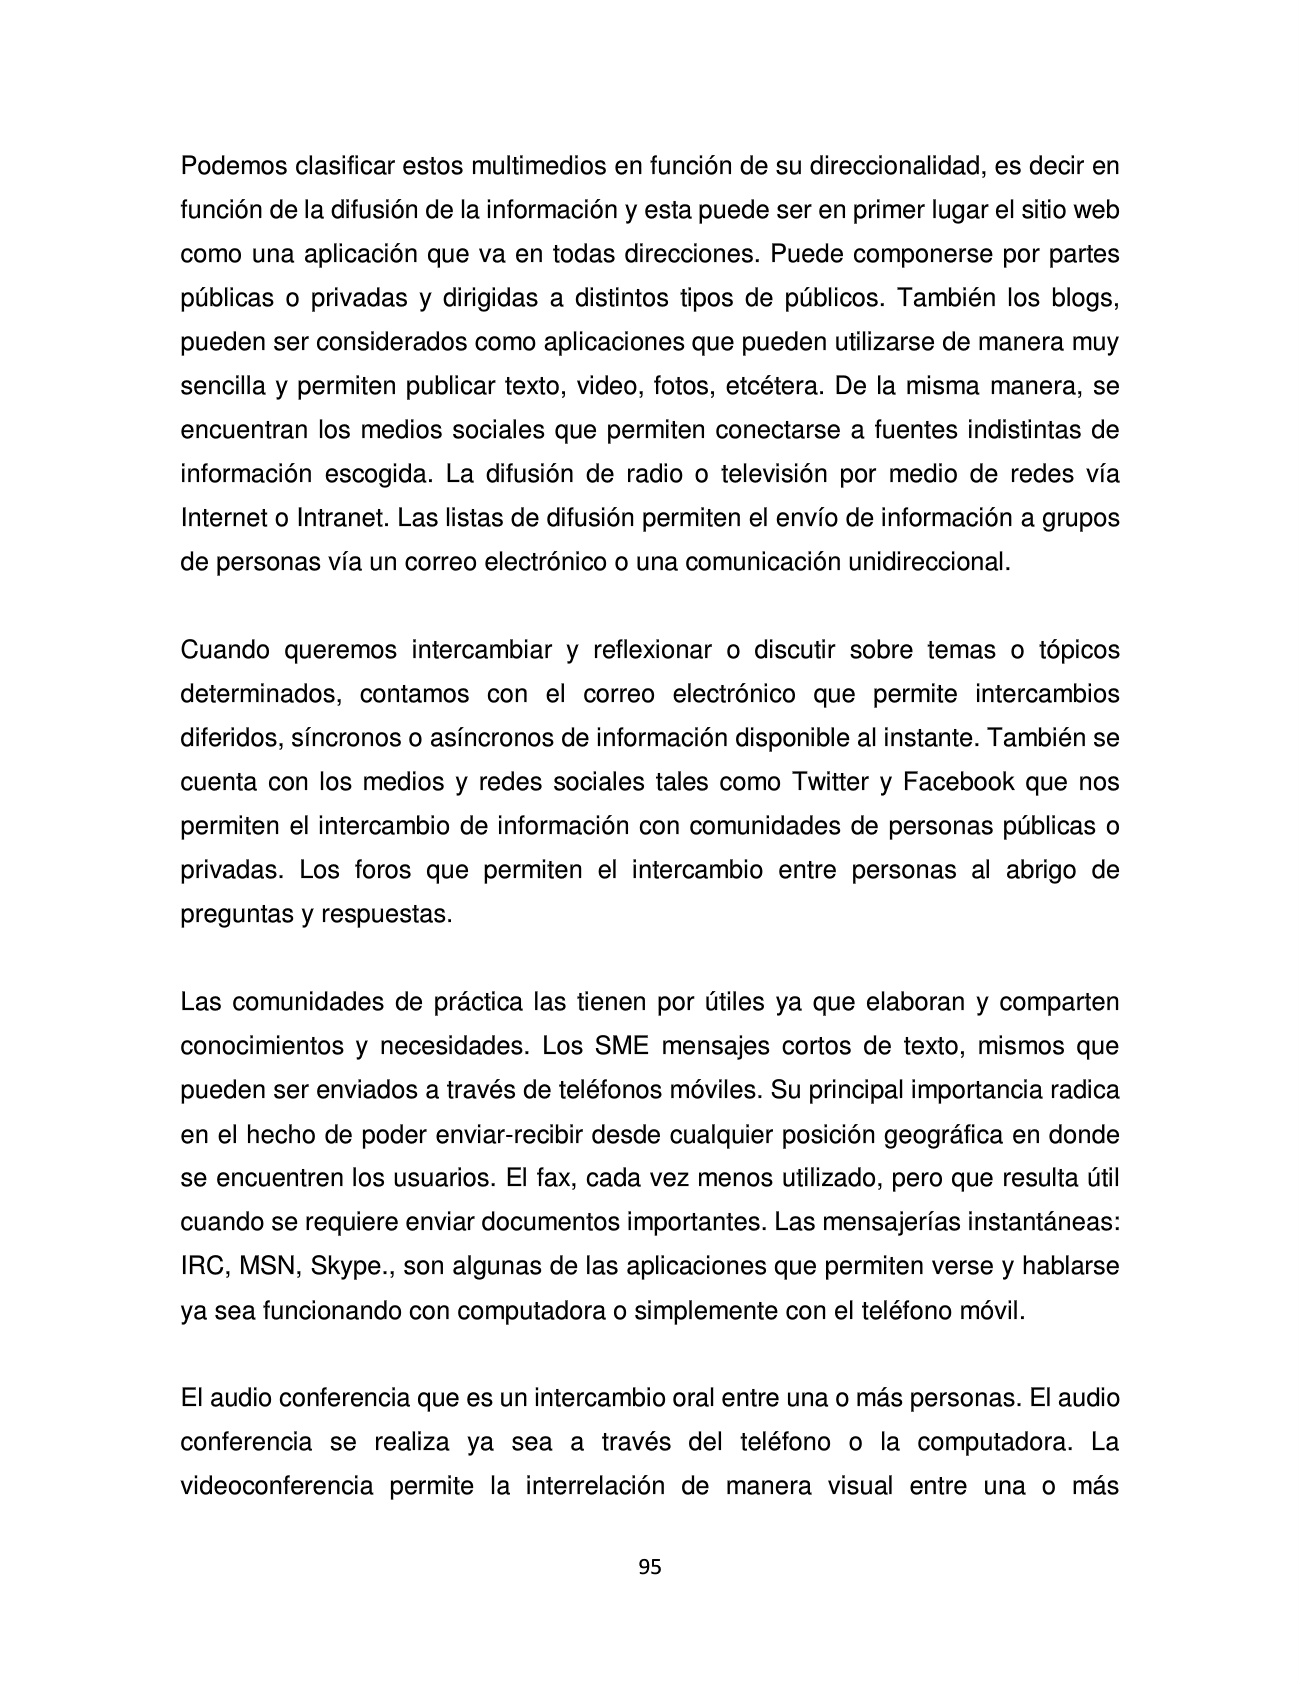 Podemos clasificar estos multimedios en función de su direccionalidad, es decir en
función de la difusión de la información y esta puede ser en primer lugar el sitio web
como una aplicación que va en todas direcciones. Puede componerse por partes
públicas o privadas y dirigidas a distintos tipos de públicos. También los blogs,
pueden ser considerados como aplicaciones que pueden utilizarse de manera muy
sencilla y permiten publicar texto, video, fotos, etcétera. De la misma manera, se
encuentran los medios sociales que permiten conectarse a fuentes indistintas de
información escogida. La difusión de radio o televisión por medio de redes vía
Internet o Intranet. Las listas de difusión permiten el envío de información a grupos
de personas vía un correo electrónico o una comunicación unidireccional.
Cuando queremos intercambiar y reflexionar o discutir sobre temas o tópicos
determinados, contamos con el correo electrónico que permite intercambios
diferidos, síncronos o asíncronos de información disponible al instante. También se
cuenta con los medios y redes sociales tales como Twitter y Facebook que nos
permiten el intercambio de información con comunidades de personas públicas o
privadas. Los foros que permiten el intercambio entre personas al abrigo de
preguntas y respuestas.
Las comunidades de práctica las tienen por útiles ya que elaboran y comparten
conocimientos y necesidades. Los SME mensajes cortos de texto, mismos que
pueden ser enviados a través de teléfonos móviles. Su principal importancia radica
en el hecho de poder enviar-recibir desde cualquier posición geográfica en donde
se encuentren los usuarios. El fax, cada vez menos utilizado, pero que resulta útil
cuando se requiere enviar documentos importantes. Las mensajerías instantáneas:
IRC, MSN, Skype., son algunas de las aplicaciones que permiten verse y hablarse
ya sea funcionando con computadora o simplemente con el teléfono móvil.
El audio conferencia que es un intercambio oral entre una o más personas. El audio
conferencia se realiza ya sea a través del teléfono o la computadora. La
videoconferencia permite la interrelación de manera visual entre una o más
95